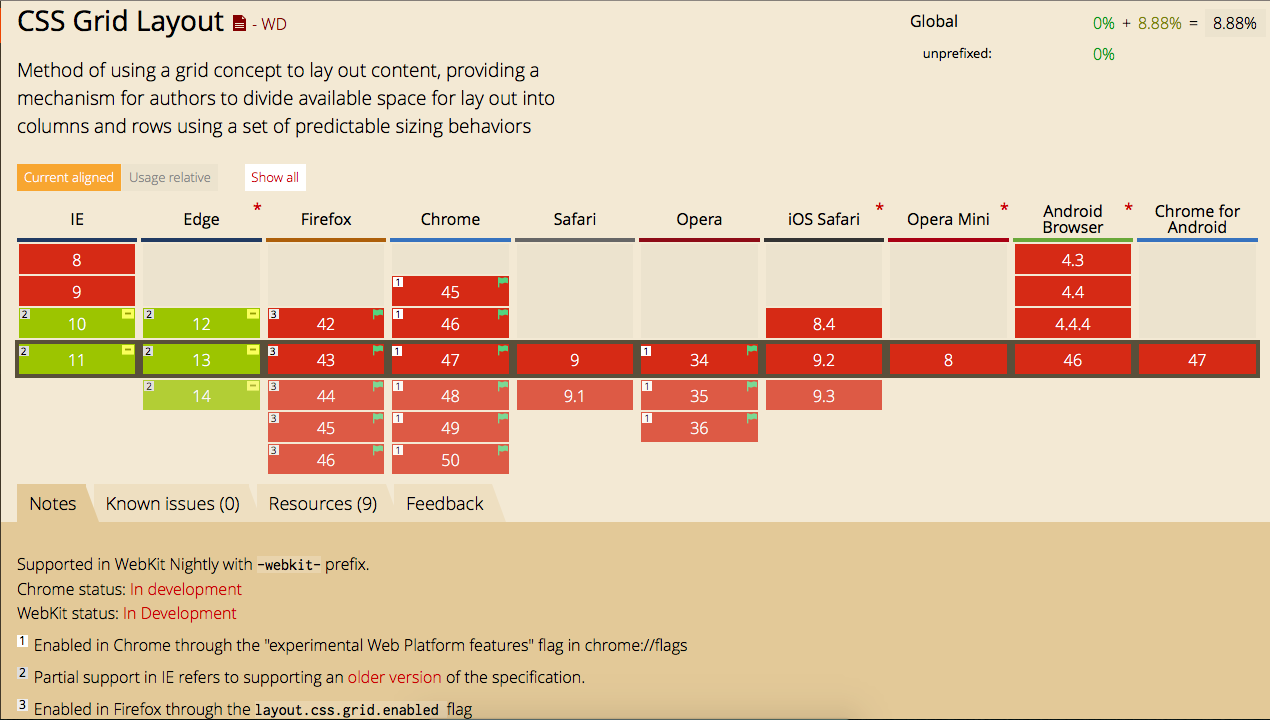 CSS Grid Layout - WD
Global 0% + 8.88% = 8.88%
unprefixed: 0%
Method of using a grid concept to lay out content, providing a
mechanism for authors to divide available space for lay out into
columns and rows using a set of predictable sizing behaviors
Current aligned Usage relative Show all
IE Edge * Firefox Chrome Safari Opera iOS Safari * Opera Mini * Android Browser * Chrome for Android
8 4.3
9 1 45 4.4
2 10 2 12 3 42 1 46 8.4 4.4.4
2 11 2 13 3 43 1 47 9 1 34 9.2 8 46 47
2 14 3 44 1 48 9.1 1 35 9.3
3 45 1 49 1 36
3 46 1 50
Notes Known issues (0) Resources (9) Feedback
Supported in WebKit Nightly with -webkit- prefix.
Chrome status: In development
WebKit status: In Development
1 Enabled in Chrome through the "experimental Web Platform features" flag in chrome://flags
2 Partial support in IE refers to supporting an older version of the specification.
3 Enabled in Firefox through the layout.css.grid.enabled flag